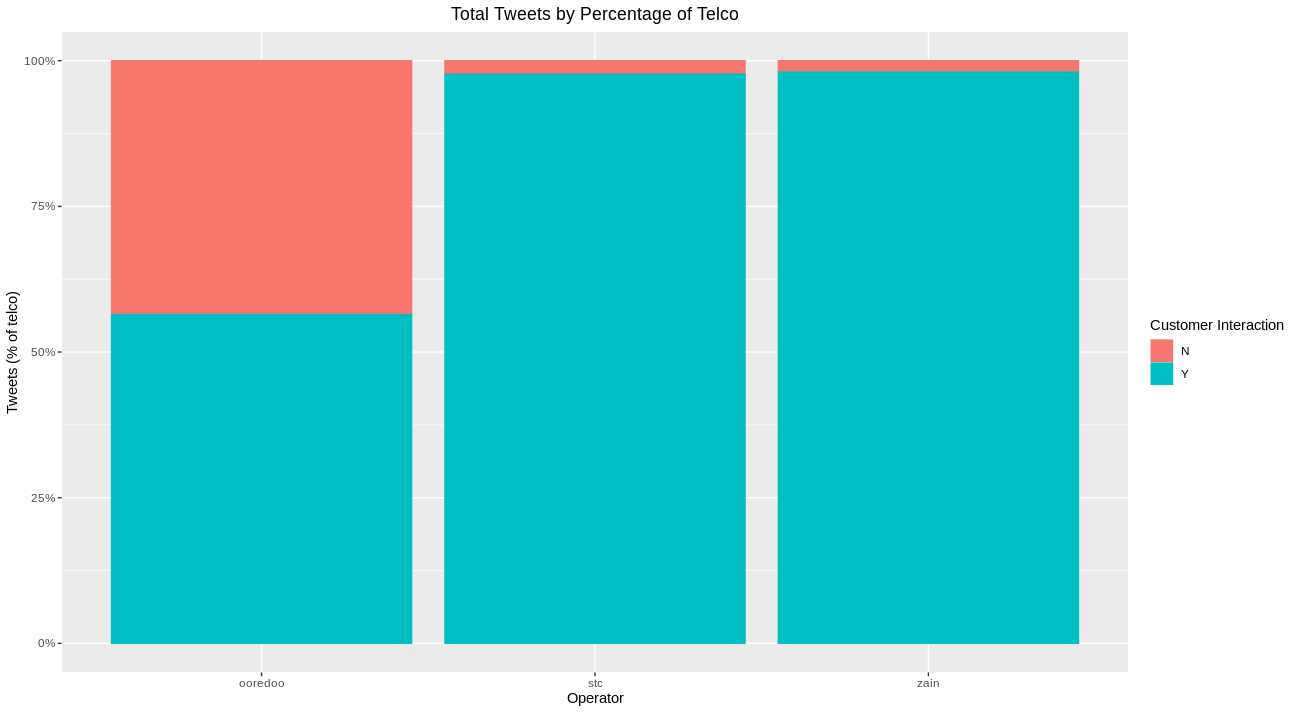 Total Tweets by Percentage of Telco
Tweets (% of telco)
100%
75%
50%
25%
0%
ooredoo
stc
zain
Operator
Customer Interaction
N
Y